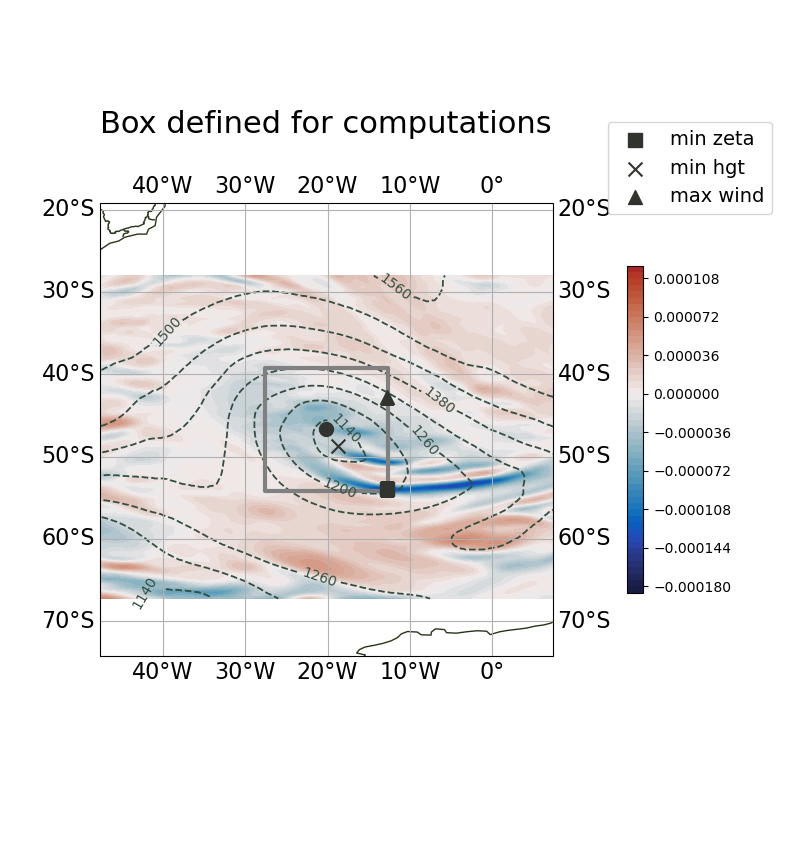 Box defined for computations
min zeta
min hgt
max wind
40°W 30°W 20°W 10°W 0°
20°S 20°S
30°S 30°S
40°S 40°S
50°S 50°S
60°S 60°S
70°S 70°S
1560
1500
1380
1140
1260
1200
1260
1140
40°W 30°W 20°W 10°W 0°
0.000108
0.000072
0.000036
0.000000
−0.000036
−0.000072
−0.000108
−0.000144
−0.000180